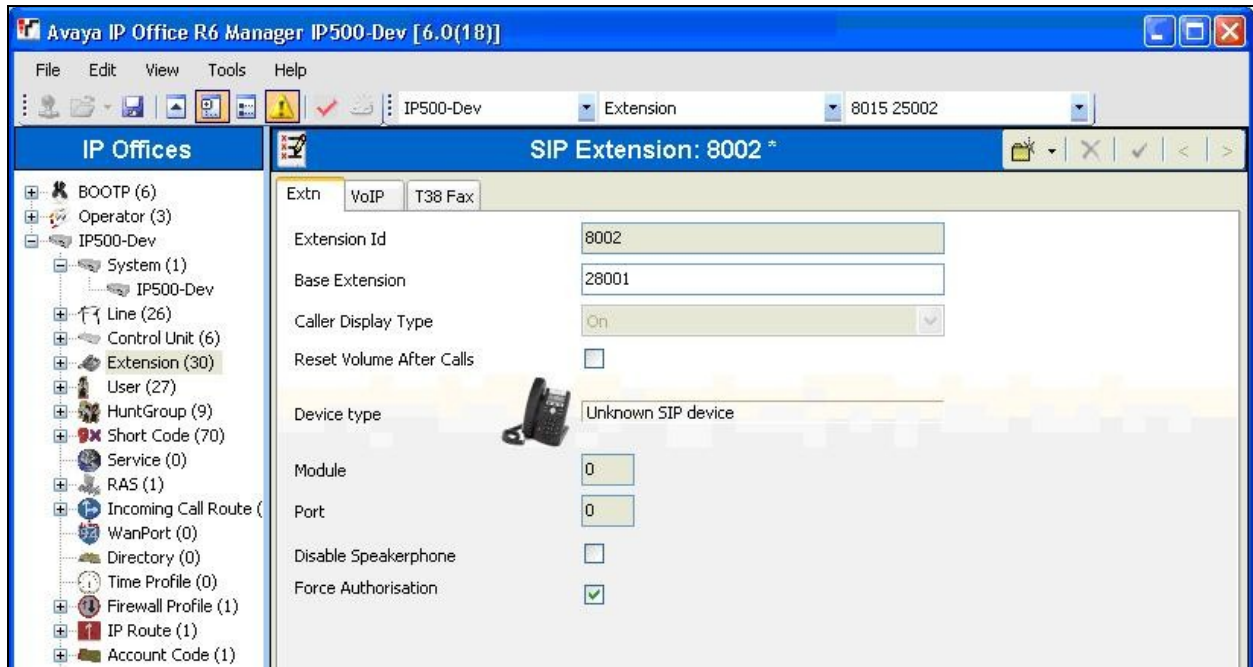 Avaya IP Office R6 Manager IP500-Dev [6.0(18)]
File Edit View Tools Help
IP500-Dev Extension 8015 25002
IP Offices
SIP Extension: 8002 *
BOOTP (6)
Operator (3)
IP500-Dev
System (1)
IP500-Dev
Line (26)
Control Unit (6)
Extension (30)
User (27)
HuntGroup (9)
Short Code (70)
Service (0)
RAS (1)
Incoming Call Route (
WanPort (0)
Directory (0)
Time Profile (0)
Firewall Profile (1)
IP Route (1)
Account Code (1)
Extn VoIP T38 Fax
Extension Id 8002
Base Extension 28001
Caller Display Type On
Reset Volume After Calls
Device type Unknown SIP device
Module 0
Port 0
Disable Speakerphone
Force Authorisation